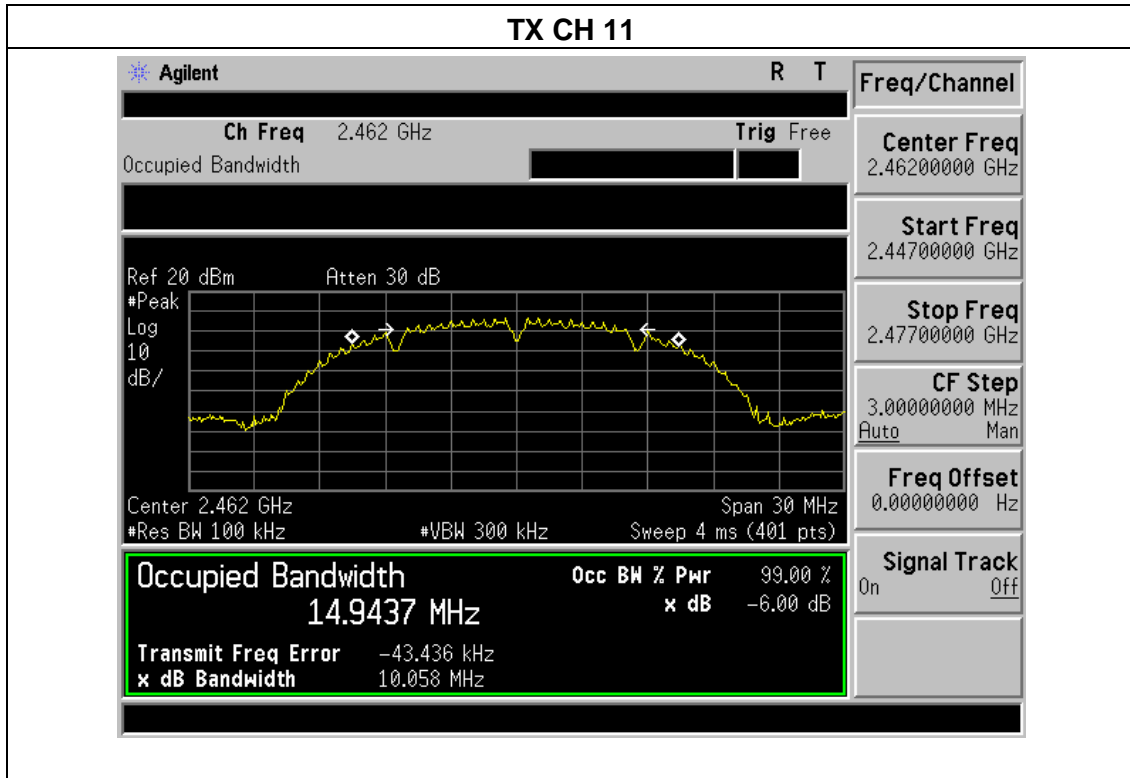 TX CH 11
Agilent R T
Freq/Channel
Ch Freq 2.462 GHz Trig Free
Occupied Bandwidth
Center Freq
2.46200000 GHz
Start Freq
2.44700000 GHz
Ref 20 dBm Atten 30 dB
#Peak
Log
10
dB/
Stop Freq
2.47700000 GHz
CF Step
3.00000000 MHz
Auto Man
Center 2.462 GHz Span 30 MHz
#Res BW 100 kHz #VBW 300 kHz Sweep 4 ms (401 pts)
Freq Offset
0.00000000 Hz
Occupied Bandwidth Occ BW % Pwr 99.00 %
14.9437 MHz x dB -6.00 dB
Transmit Freq Error -43.436 kHz
x dB Bandwidth 10.058 MHz
Signal Track
On Off